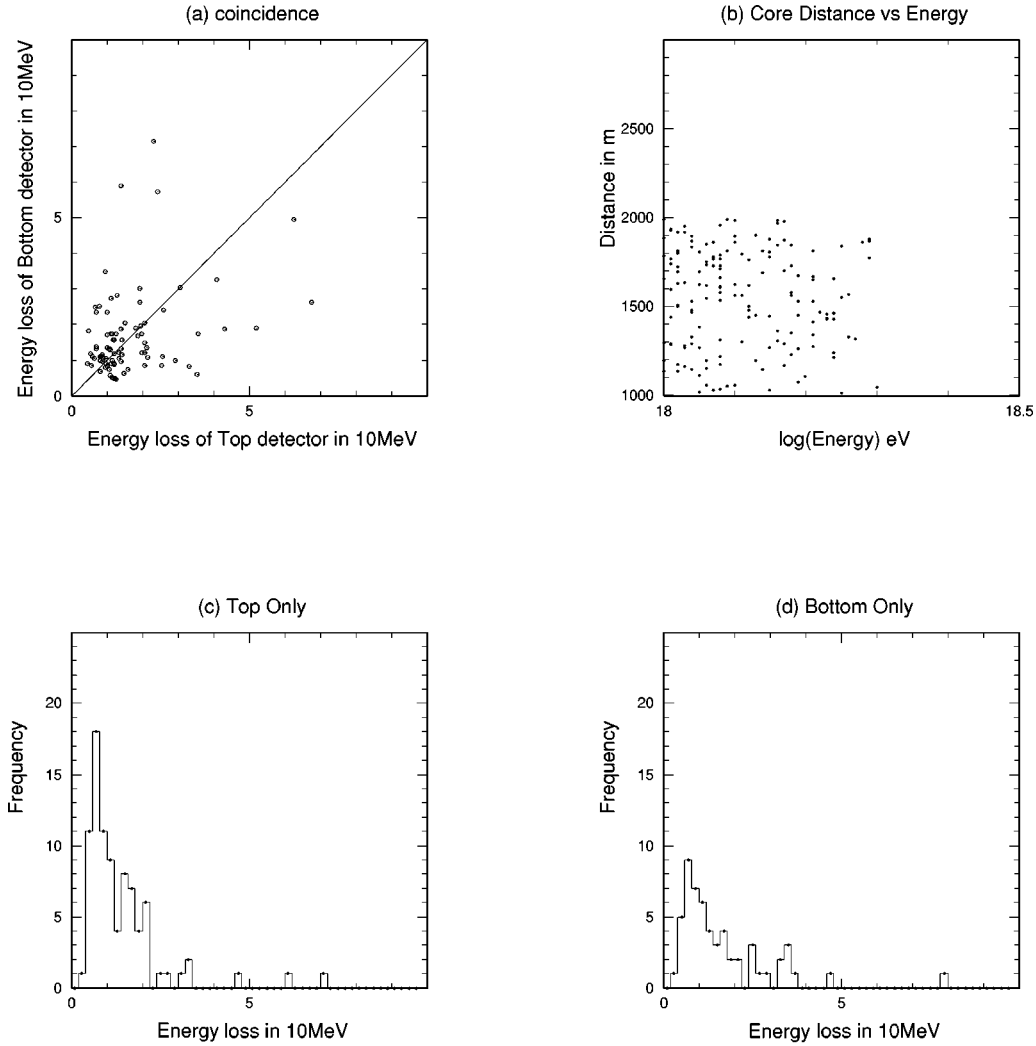 (a) coincidence
Energy loss of Bottom detector in 10MeV
5
0
0
5
Energy loss of Top detector in 10MeV
(b) Core Distance vs Energy
Distance in m
2500
2000
1500
1000
18
18.5
log(Energy) eV
(c) Top Only
Frequency
20
15
10
5
0
0
5
Energy loss in 10MeV
(d) Bottom Only
Frequency
20
15
10
5
0
0
5
Energy loss in 10MeV